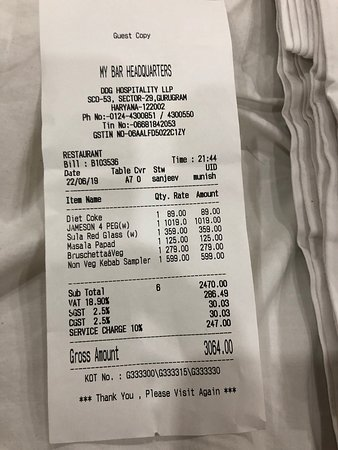 Guest Copy
MY BAR HEADQUARTERS
DDG HOSPITALITY LLP
SCO-53, SECTOR-29,GURUGRAM
HARYANA-122002
Ph No:-0124-4300851 / 4300550
Tin No:-06681842053
GSTIN NO-06AALFD5022C1ZY
RESTAURANT
Bill : B103536 Time : 21:44
Date Table Cvr Stw UID
22/06/19 A7 0 sanjeev munish
Item Name Qty. Rate Amount
Diet Coke 1 89.00 89.00
JAMESON 4 PEG(w) 1 1019.0 1019.00
Sula Red Glass (w) 1 359.00 359.00
Masala Papad 1 125.00 125.00
BruschettaâVeg 1 279.00 279.00
Non Veg Kebab Sampler 1 599.00 599.00
Sub Total 6 2470.00
VAT 18.90% 286.49
SGST 2.5% 30.03
CGST 2.5% 30.03
SERVICE CHARGE 10% 247.00
Gross Amount 3064.00
KOT No. : G333300\G333315\G333330
*** Thank You , Please Visit Again ***